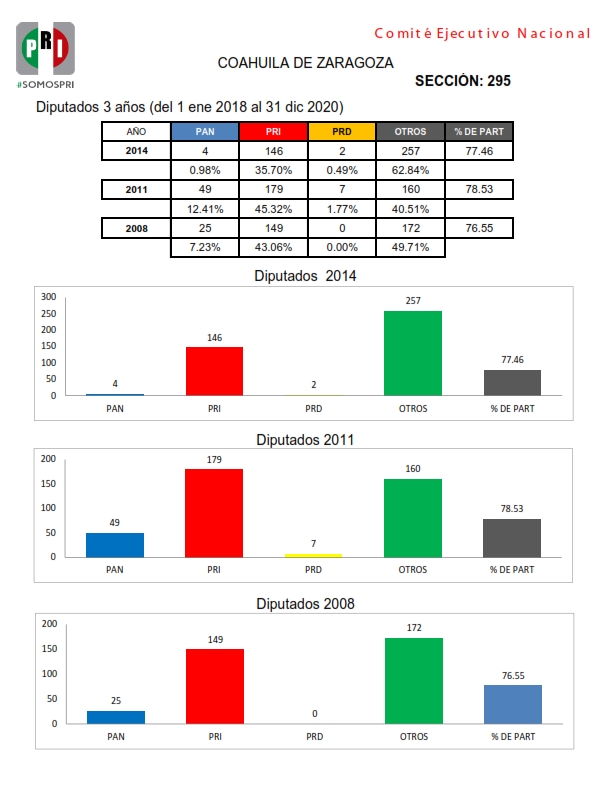 Comité Ejecutivo Nacional
PRI
#SOMOSPRI
COAHUILA DE ZARAGOZA
SECCIÓN: 295
Diputados 3 años (del 1 ene 2018 al 31 dic 2020)
AÑO PAN PRI PRD OTROS % DE PART
2014 4 146 2 257 77.46
0.98% 35.70% 0.49% 62.84%
2011 49 179 7 160 78.53
12.41% 45.32% 1.77% 40.51%
2008 25 149 0 172 76.55
7.23% 43.06% 0.00% 49.71%
Diputados 2014
300
250
200
150
100
50
0
4 146 2 257 77.46
PAN PRI PRD OTROS % DE PART
Diputados 2011
200
150
100
50
0
49 179 7 160 78.53
PAN PRI PRD OTROS % DE PART
Diputados 2008
200
150
100
50
0
25 149 0 172 76.55
PAN PRI PRD OTROS % DE PART